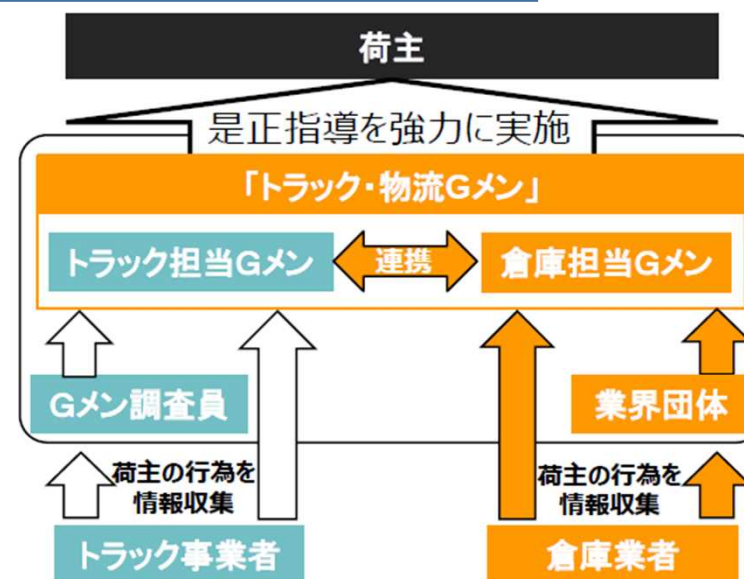 荷主
是正指導を強力に実施
「トラック・物流Gメン」
トラック担当Gメン
連携
倉庫担当Gメン
Gメン調査員
業界団体
荷主の行為を
情報収集
荷主の行為を
情報収集
トラック事業者
倉庫業者